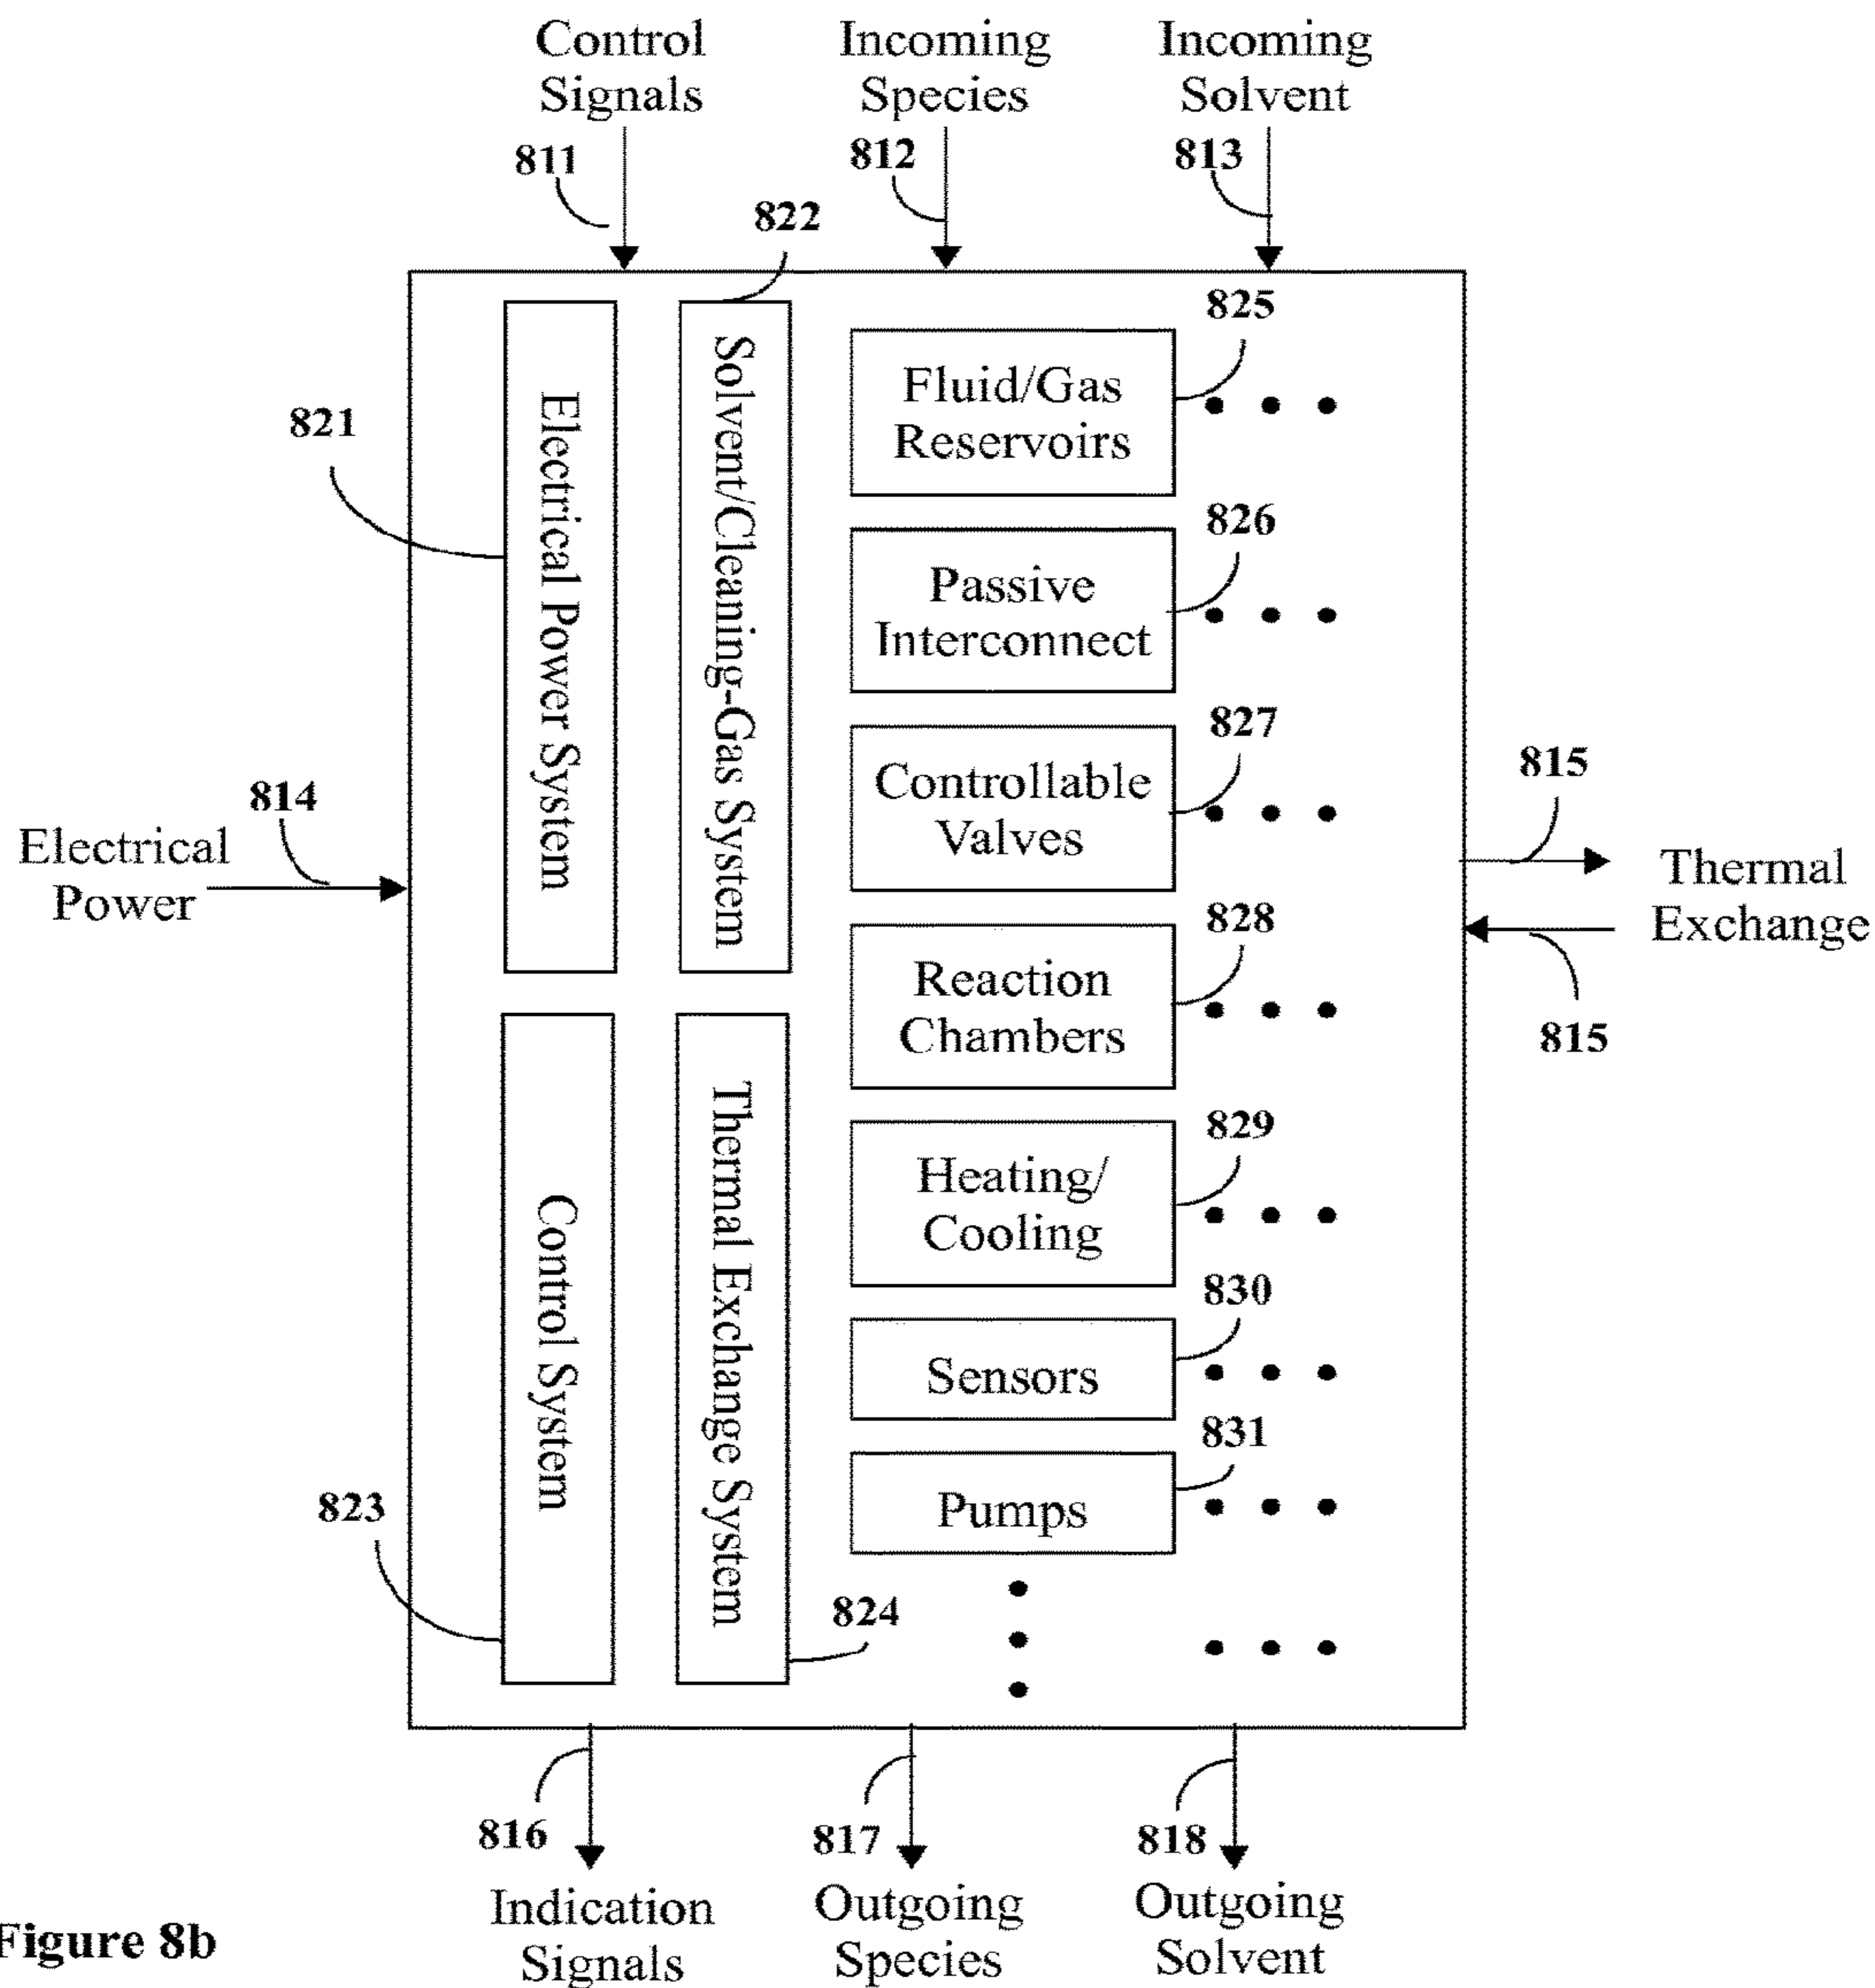 Control
Signals
Incoming
Species
Incoming
Solvent
811
812
813
822
825
Fluid/Gas
Reservoirs
821
Electrical Power System
Solvent/Cleaning-Gas System
826
Passive
Interconnect
827
Controllable
Valves
814
Electrical
Power
815
Thermal
Exchange
815
828
Reaction
Chambers
829
Heating/
Cooling
Control System
Thermal Exchange System
830
Sensors
831
Pumps
823
824
816
817
818
Indication
Signals
Outgoing
Species
Outgoing
Solvent
Figure 8b